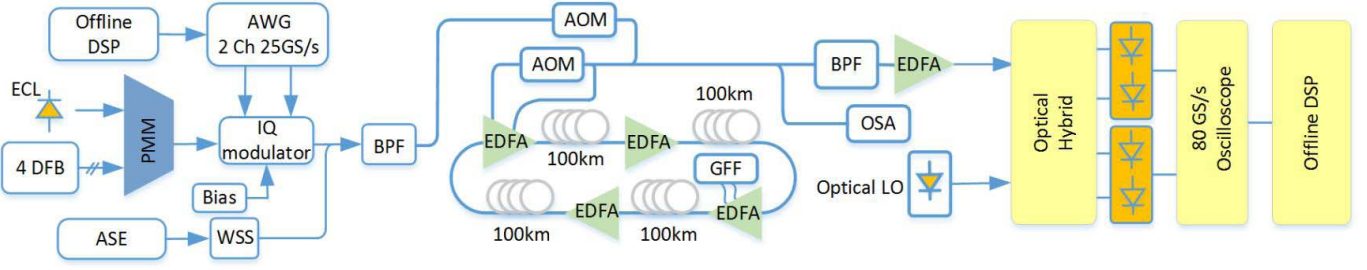 Offline
DSP
AWG
2 Ch 25GS/s
ECL
4 DFB
PMM
IQ
modulator
Bias
ASE
WSS
BPF
AOM
AOM
EDFA
100km
EDFA
100km
GFF
EDFA
100km
EDFA
100km
BPF
EDFA
OSA
Optical LO
Optical
Hybrid
80 GS/s
Oscilloscope
Offline DSP